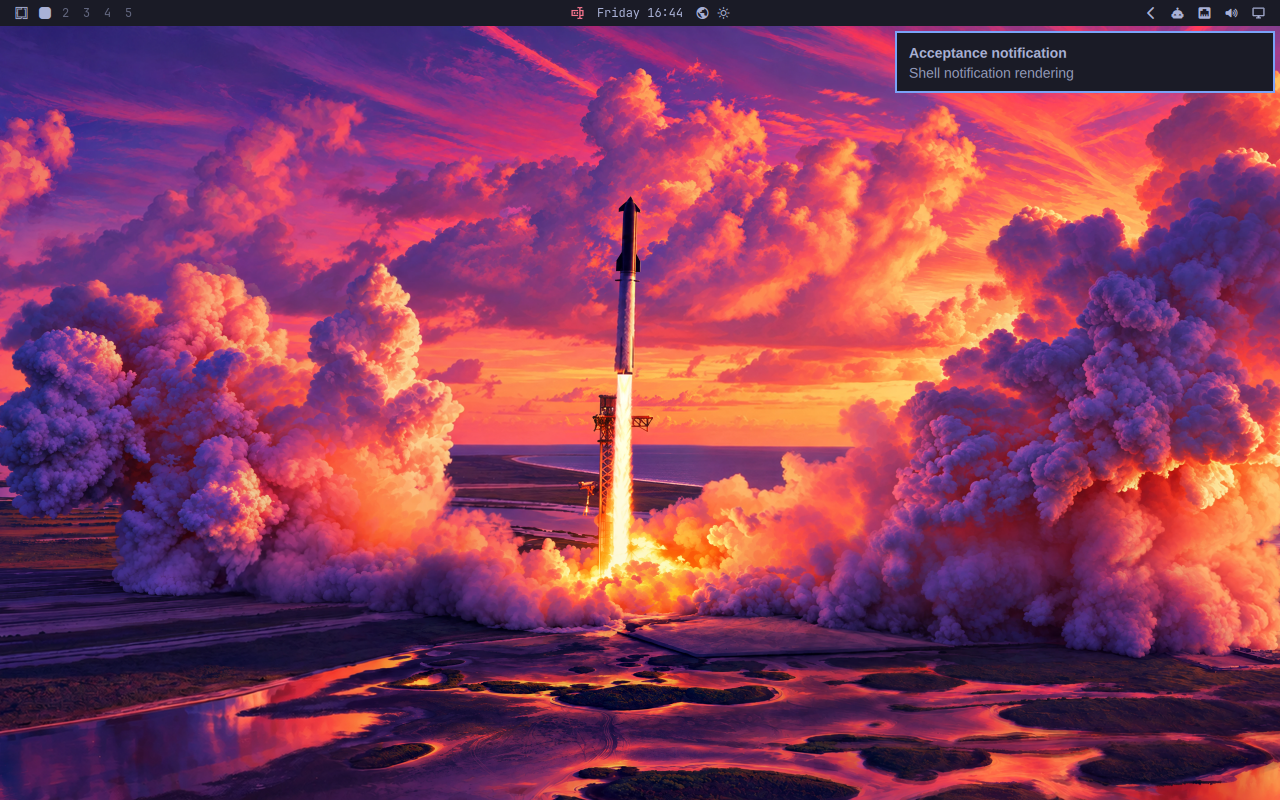 2 3 4 5 Friday 16:44
Acceptance notification
Shell notification rendering